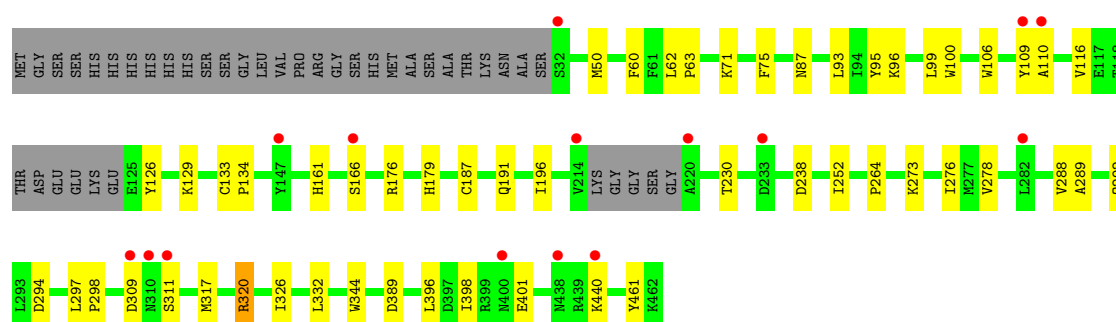 MET GLY SER SER HIS HIS HIS HIS HIS HIS SER SER GLY LEU VAL PRO ARG GLY SER HIS MET ALA SER ALA THR LYS ASN ALA SER S32 M50 F60 F61 L62 P63 K71 F75 N87 L93 I94 Y95 K96 L99 W100 W106 Y109 A110 V116 E117
THR ASP GLU GLU LYS GLU E125 Y126 K129 C133 P134 Y147 H161 S166 R176 H179 C187 Q191 I196 V214 LYS GLY GLY SER GLY A220 T230 D233 D238 I252 P264 K273 I276 M277 V278 L282 V288 A289
L293 D294 L297 P298 D309 N310 S311 M317 R320 I326 L332 W344 D389 L396 D397 I398 R399 N400 E401 N438 R439 K440 Y461 K462